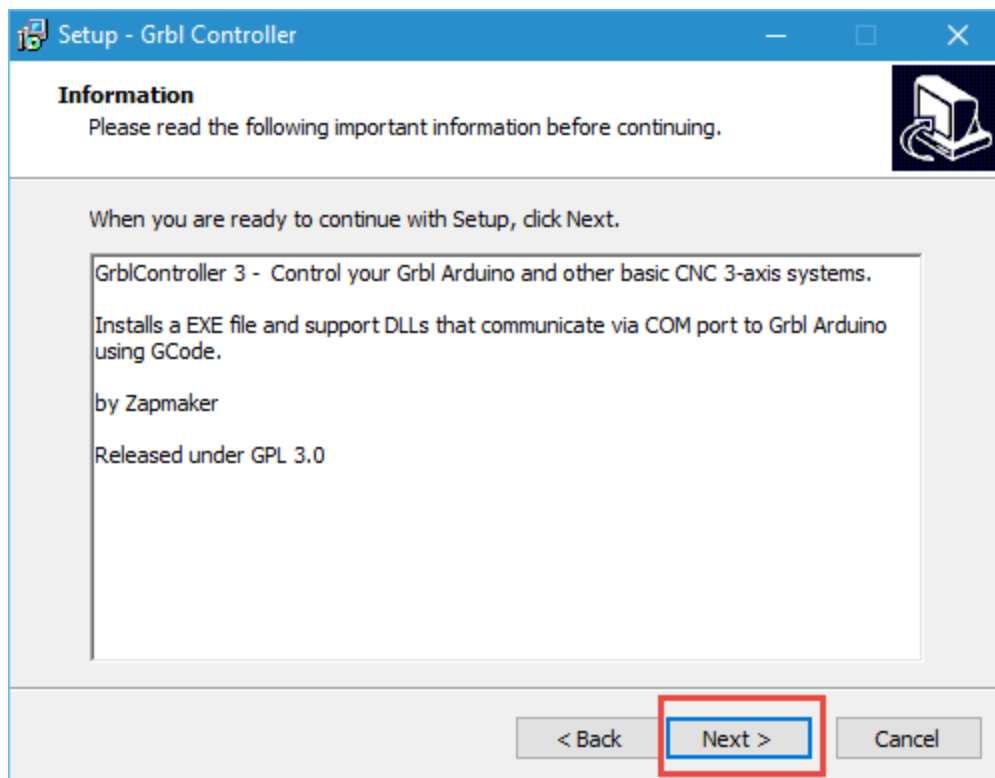 Setup - Grbl Controller
Information
Please read the following important information before continuing.
When you are ready to continue with Setup, click Next.
GrblController 3 -  Control your Grbl Arduino and other basic CNC 3-axis systems.
Installs a EXE file and support DLLs that communicate via COM port to Grbl Arduino
using GCode.
by Zapmaker
Released under GPL 3.0
< Back
Next >
Cancel